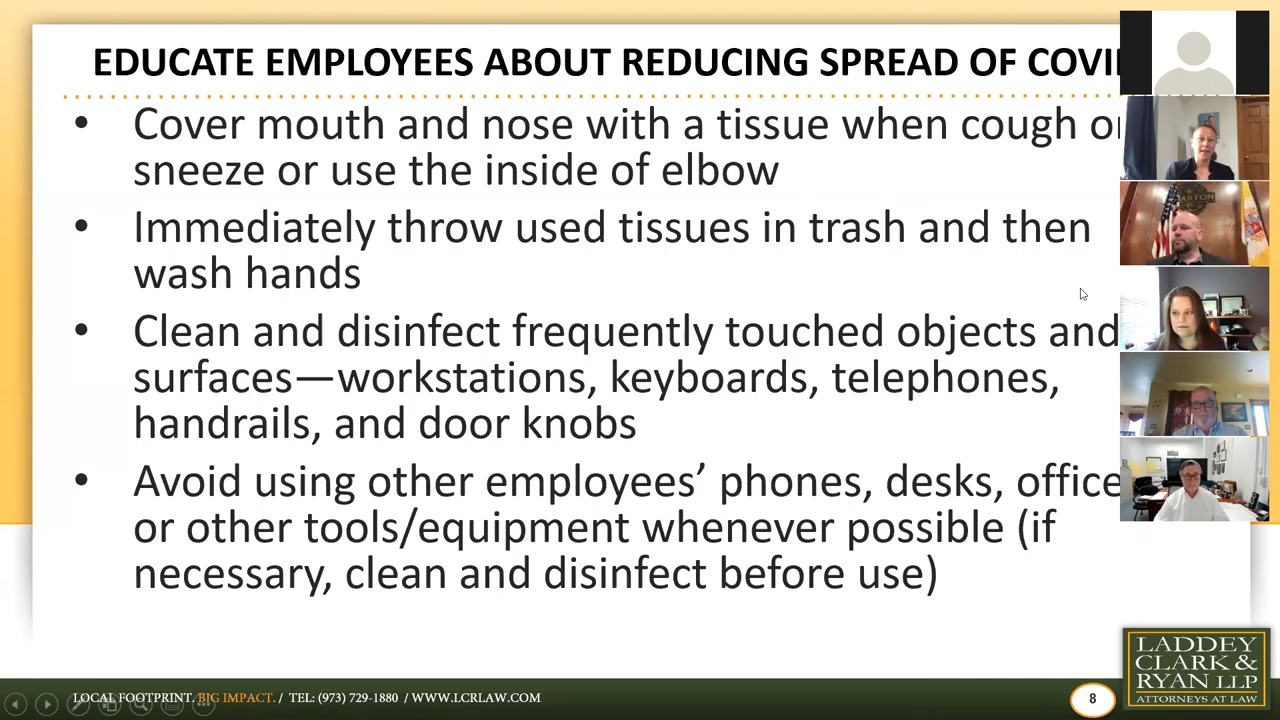 EDUCATE EMPLOYEES ABOUT REDUCING SPREAD OF COVI
• Cover mouth and nose with a tissue when cough or
sneeze or use the inside of elbow
• Immediately throw used tissues in trash and then
wash hands
• Clean and disinfect frequently touched objects and
surfaces—workstations, keyboards, telephones,
handrails, and door knobs
• Avoid using other employees’ phones, desks, office
or other tools/equipment whenever possible (if
necessary, clean and disinfect before use)
LOCAL FOOTPRINT. BIG IMPACT. / TEL: (973) 729-1880 / WWW.LCRLAW.COM
8
LADDEY
CLARK &
RYAN LLP
ATTORNEYS AT LAW